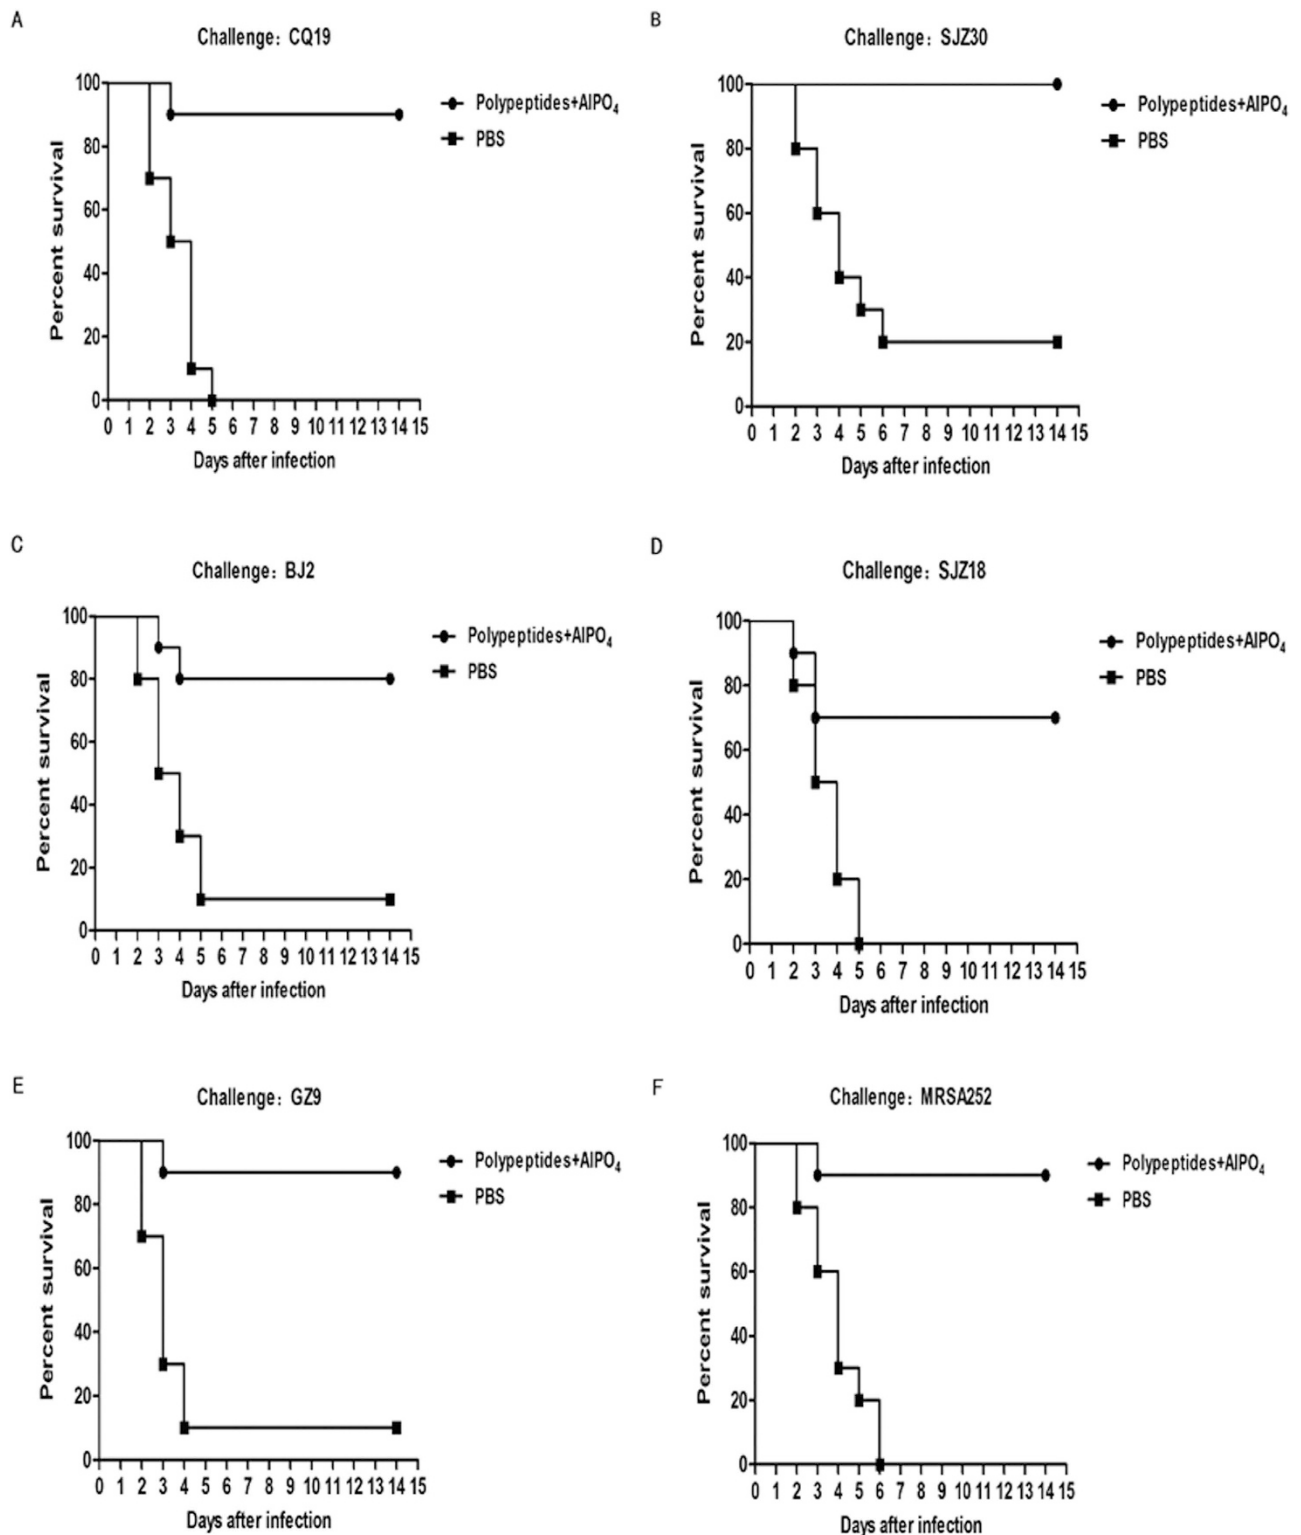 A
Challenge: CQ19
100
80
60
40
20
0
Percent survival
0 1 2 3 4 5 6 7 8 9 10 11 12 13 14 15
Days after infection
Polypeptides+AlPO4
PBS
B
Challenge: SJZ30
100
80
60
40
20
0
Percent survival
0 1 2 3 4 5 6 7 8 9 10 11 12 13 14 15
Days after infection
Polypeptides+AlPO4
PBS
C
Challenge: BJ2
100
80
60
40
20
0
Percent survival
0 1 2 3 4 5 6 7 8 9 10 11 12 13 14 15
Days after infection
Polypeptides+AlPO4
PBS
D
Challenge: SJZ18
100
80
60
40
20
0
Percent survival
0 1 2 3 4 5 6 7 8 9 10 11 12 13 14 15
Days after infection
Polypeptides+AlPO4
PBS
E
Challenge: GZ9
100
80
60
40
20
0
Percent survival
0 1 2 3 4 5 6 7 8 9 10 11 12 13 14 15
Days after infection
Polypeptides+AlPO4
PBS
F
Challenge: MRSA252
100
80
60
40
20
0
Percent survival
0 1 2 3 4 5 6 7 8 9 10 11 12 13 14 15
Days after infection
Polypeptides+AlPO4
PBS